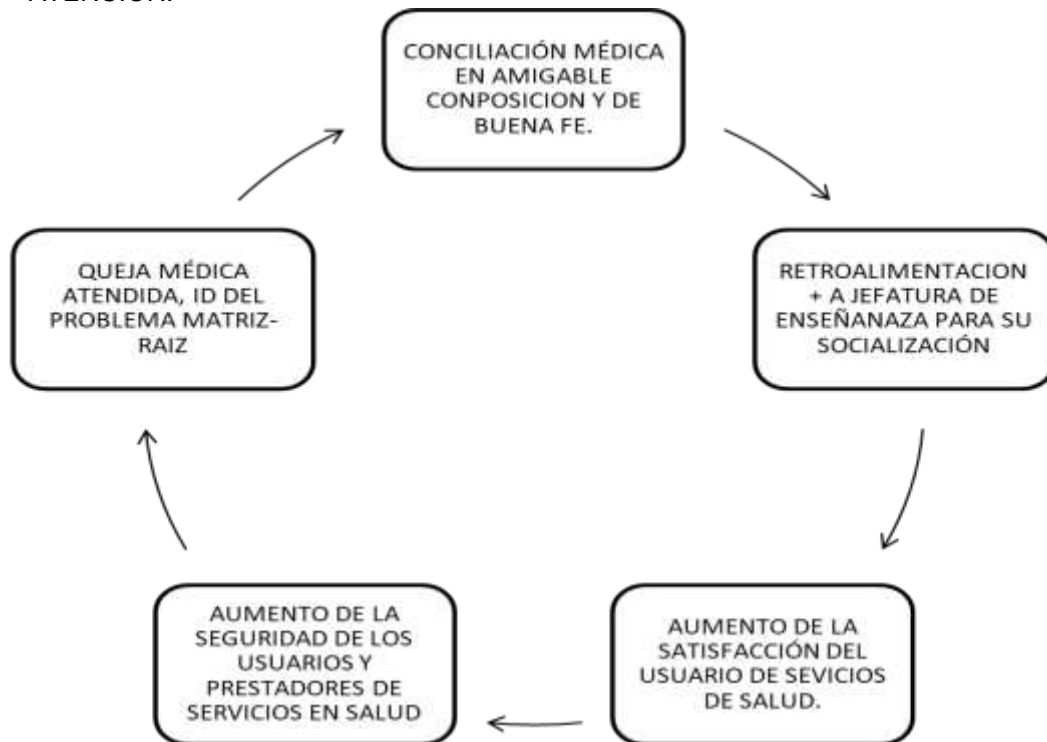 CONCILIACIÓN MÉDICA
EN AMIGABLE
CONPOSICION Y DE
BUENA FE.
RETROALIMENTACION
+ A JEFATURA DE
ENSEÑANAZA PARA SU
SOCIALIZACIÓN
AUMENTO DE LA
SATISFACCIÓN DEL
USUARIO DE SEVICIOS
DE SALUD.
AUMENTO DE LA
SEGURIDAD DE LOS
USUARIOS Y
PRESTADORES DE
SERVICIOS EN SALUD
QUEJA MÉDICA
ATENDIDA, ID DEL
PROBLEMA MATRIZ-
RAIZ